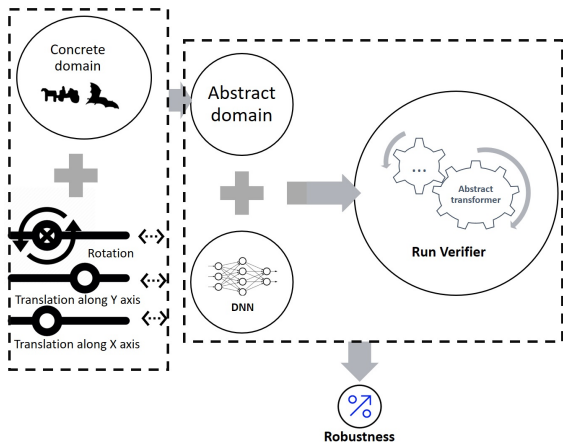 Concrete
domain
Rotation
Translation along Y axis
Translation along X axis
Abstract
domain
DNN
...
Abstract
transformer
Run Verifier
Robustness